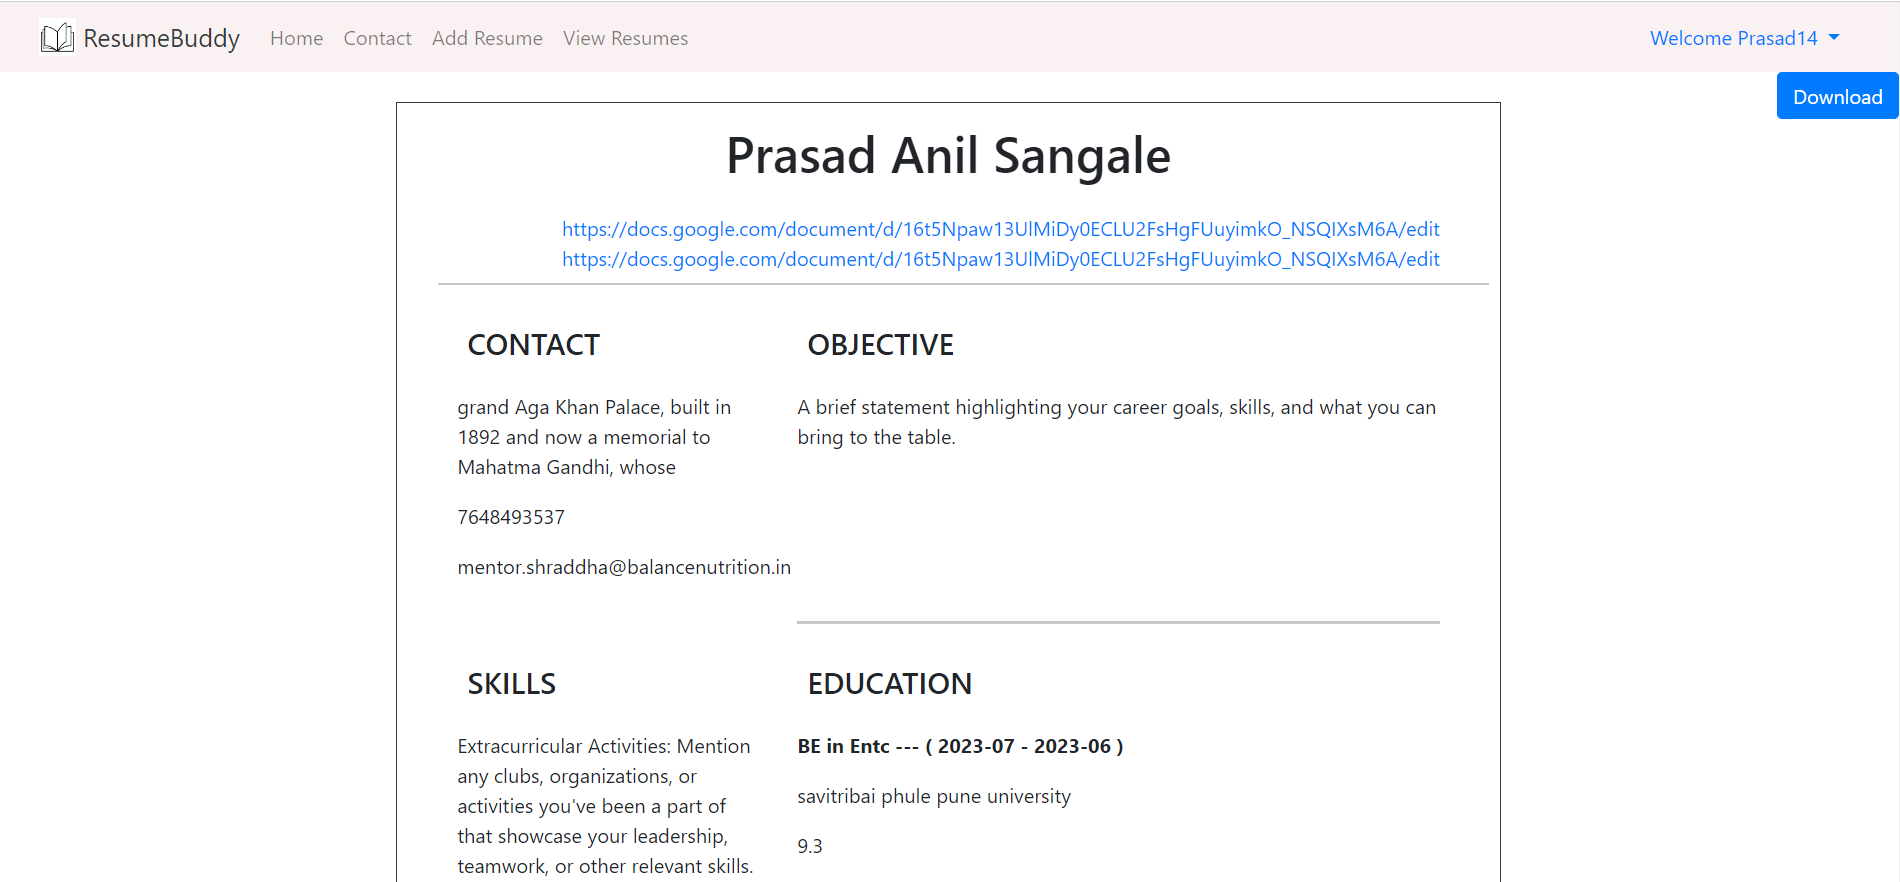 ResumeBuddy Home Contact Add Resume View Resumes Welcome Prasad14
Download
Prasad Anil Sangale
https://docs.google.com/document/d/16t5Npaw13UlMiDy0ECLU2FsHgFUuyimkO_NSQIXsM6A/edit
https://docs.google.com/document/d/16t5Npaw13UlMiDy0ECLU2FsHgFUuyimkO_NSQIXsM6A/edit
CONTACT
grand Aga Khan Palace, built in
1892 and now a memorial to
Mahatma Gandhi, whose
7648493537
mentor.shraddha@balancenutrition.in
OBJECTIVE
A brief statement highlighting your career goals, skills, and what you can
bring to the table.
SKILLS
Extracurricular Activities: Mention
any clubs, organizations, or
activities you've been a part of
that showcase your leadership,
teamwork, or other relevant skills.
EDUCATION
BE in Entc --- ( 2023-07 - 2023-06 )
savitribai phule pune university
9.3